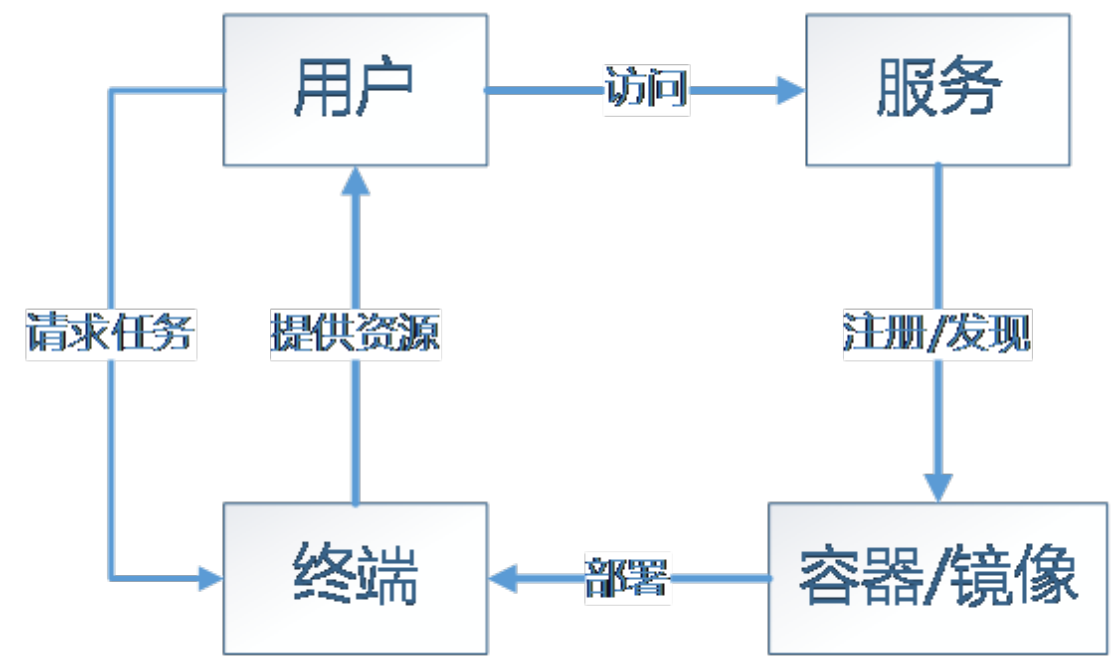 用户
访问
服务
请求任务
提供资源
注册/发现
终端
部署
容器/镜像